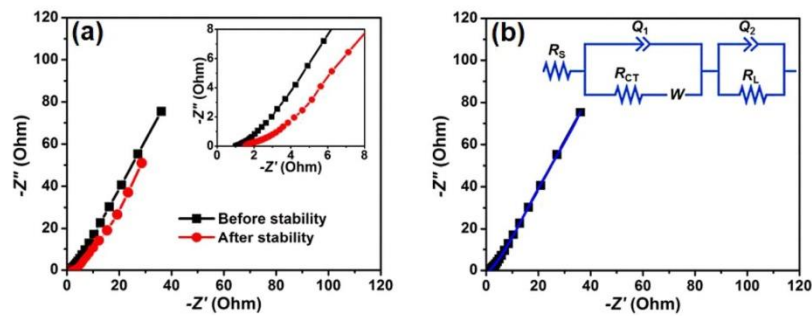 (a)
120
100
80
60
40
20
0
-Z'' (Ohm)
0 20 40 60 80 100 120
-Z' (Ohm)
Before stability
After stability
8
6
4
2
0
-Z'' (Ohm)
0 2 4 6 8
-Z' (Ohm)
(b)
120
100
80
60
40
20
0
-Z'' (Ohm)
0 20 40 60 80 100 120
-Z' (Ohm)
Q1 Q2
RS
RCT W RL